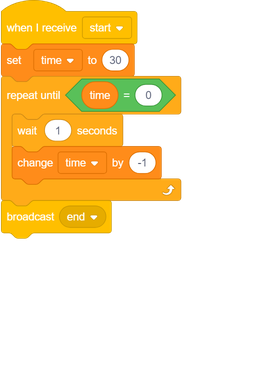 when I receive start
set time to 30
repeat until time = 0
wait 1 seconds
change time by -1
broadcast end